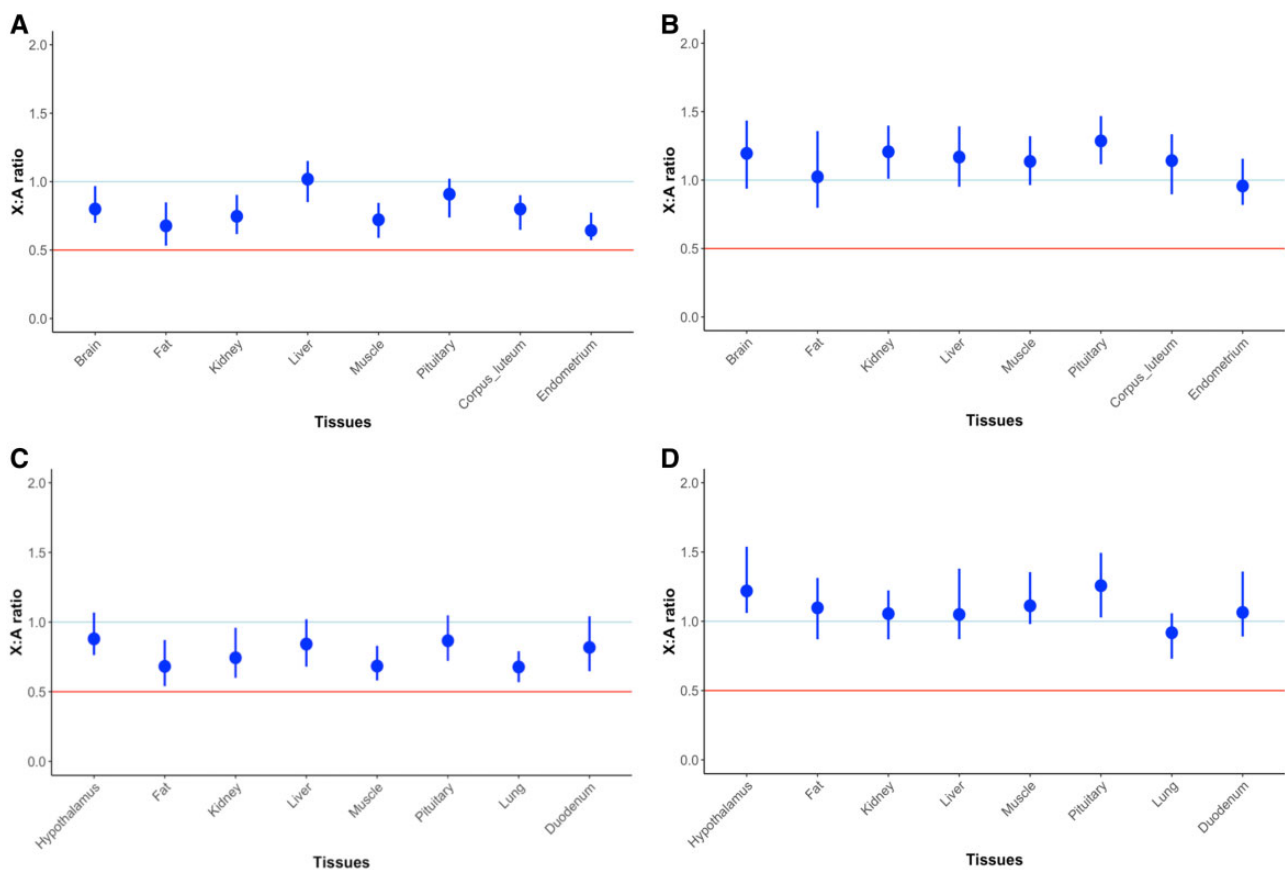 A
2.0
1.5
1.0
0.5
0.0
X:A ratio
Brain
Fat
Kidney
Liver
Muscle
Pituitary
Corpus_luteum
Endometrium
Tissues
B
2.0
1.5
1.0
0.5
0.0
X:A ratio
Brain
Fat
Kidney
Liver
Muscle
Pituitary
Corpus_luteum
Endometrium
Tissues
C
2.0
1.5
1.0
0.5
0.0
X:A ratio
Hypothalamus
Fat
Kidney
Liver
Muscle
Pituitary
Lung
Duodenum
Tissues
D
2.0
1.5
1.0
0.5
0.0
X:A ratio
Hypothalamus
Fat
Kidney
Liver
Muscle
Pituitary
Lung
Duodenum
Tissues